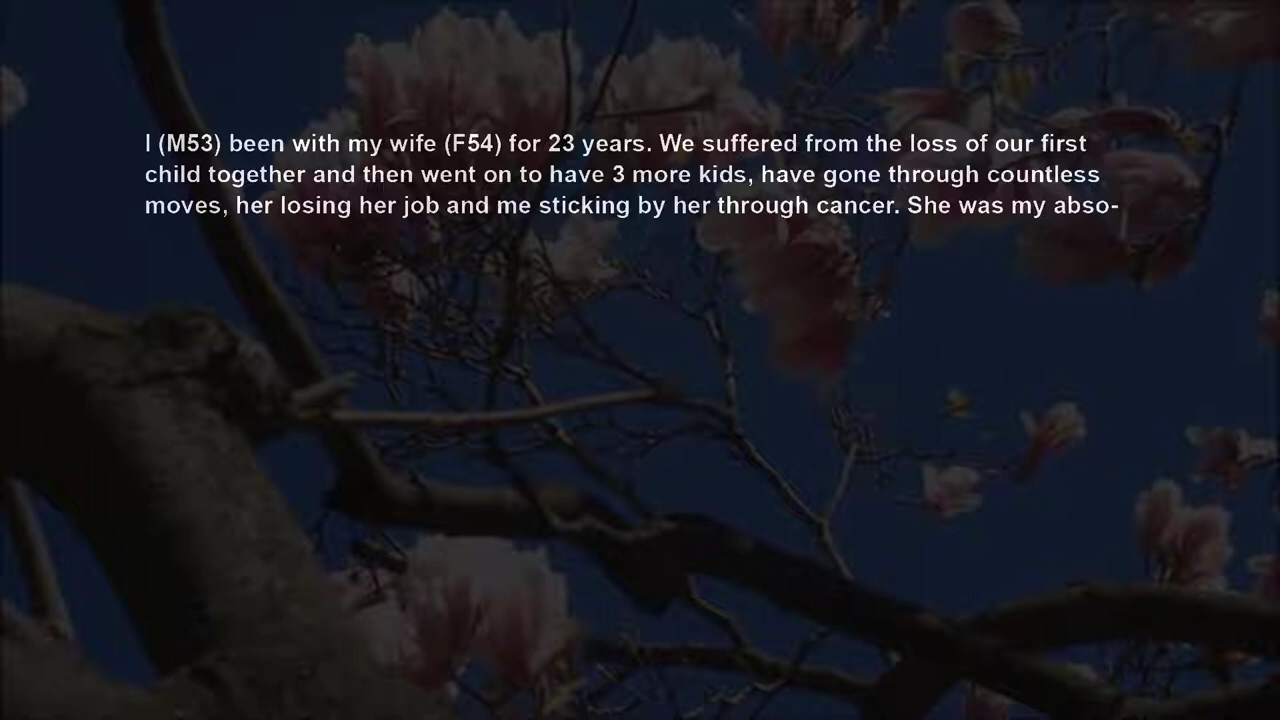 I (M53) been with my wife (F54) for 23 years. We suffered from the loss of our first
child together and then went on to have 3 more kids, have gone through countless
moves, her losing her job and me sticking by her through cancer. She was my abso-